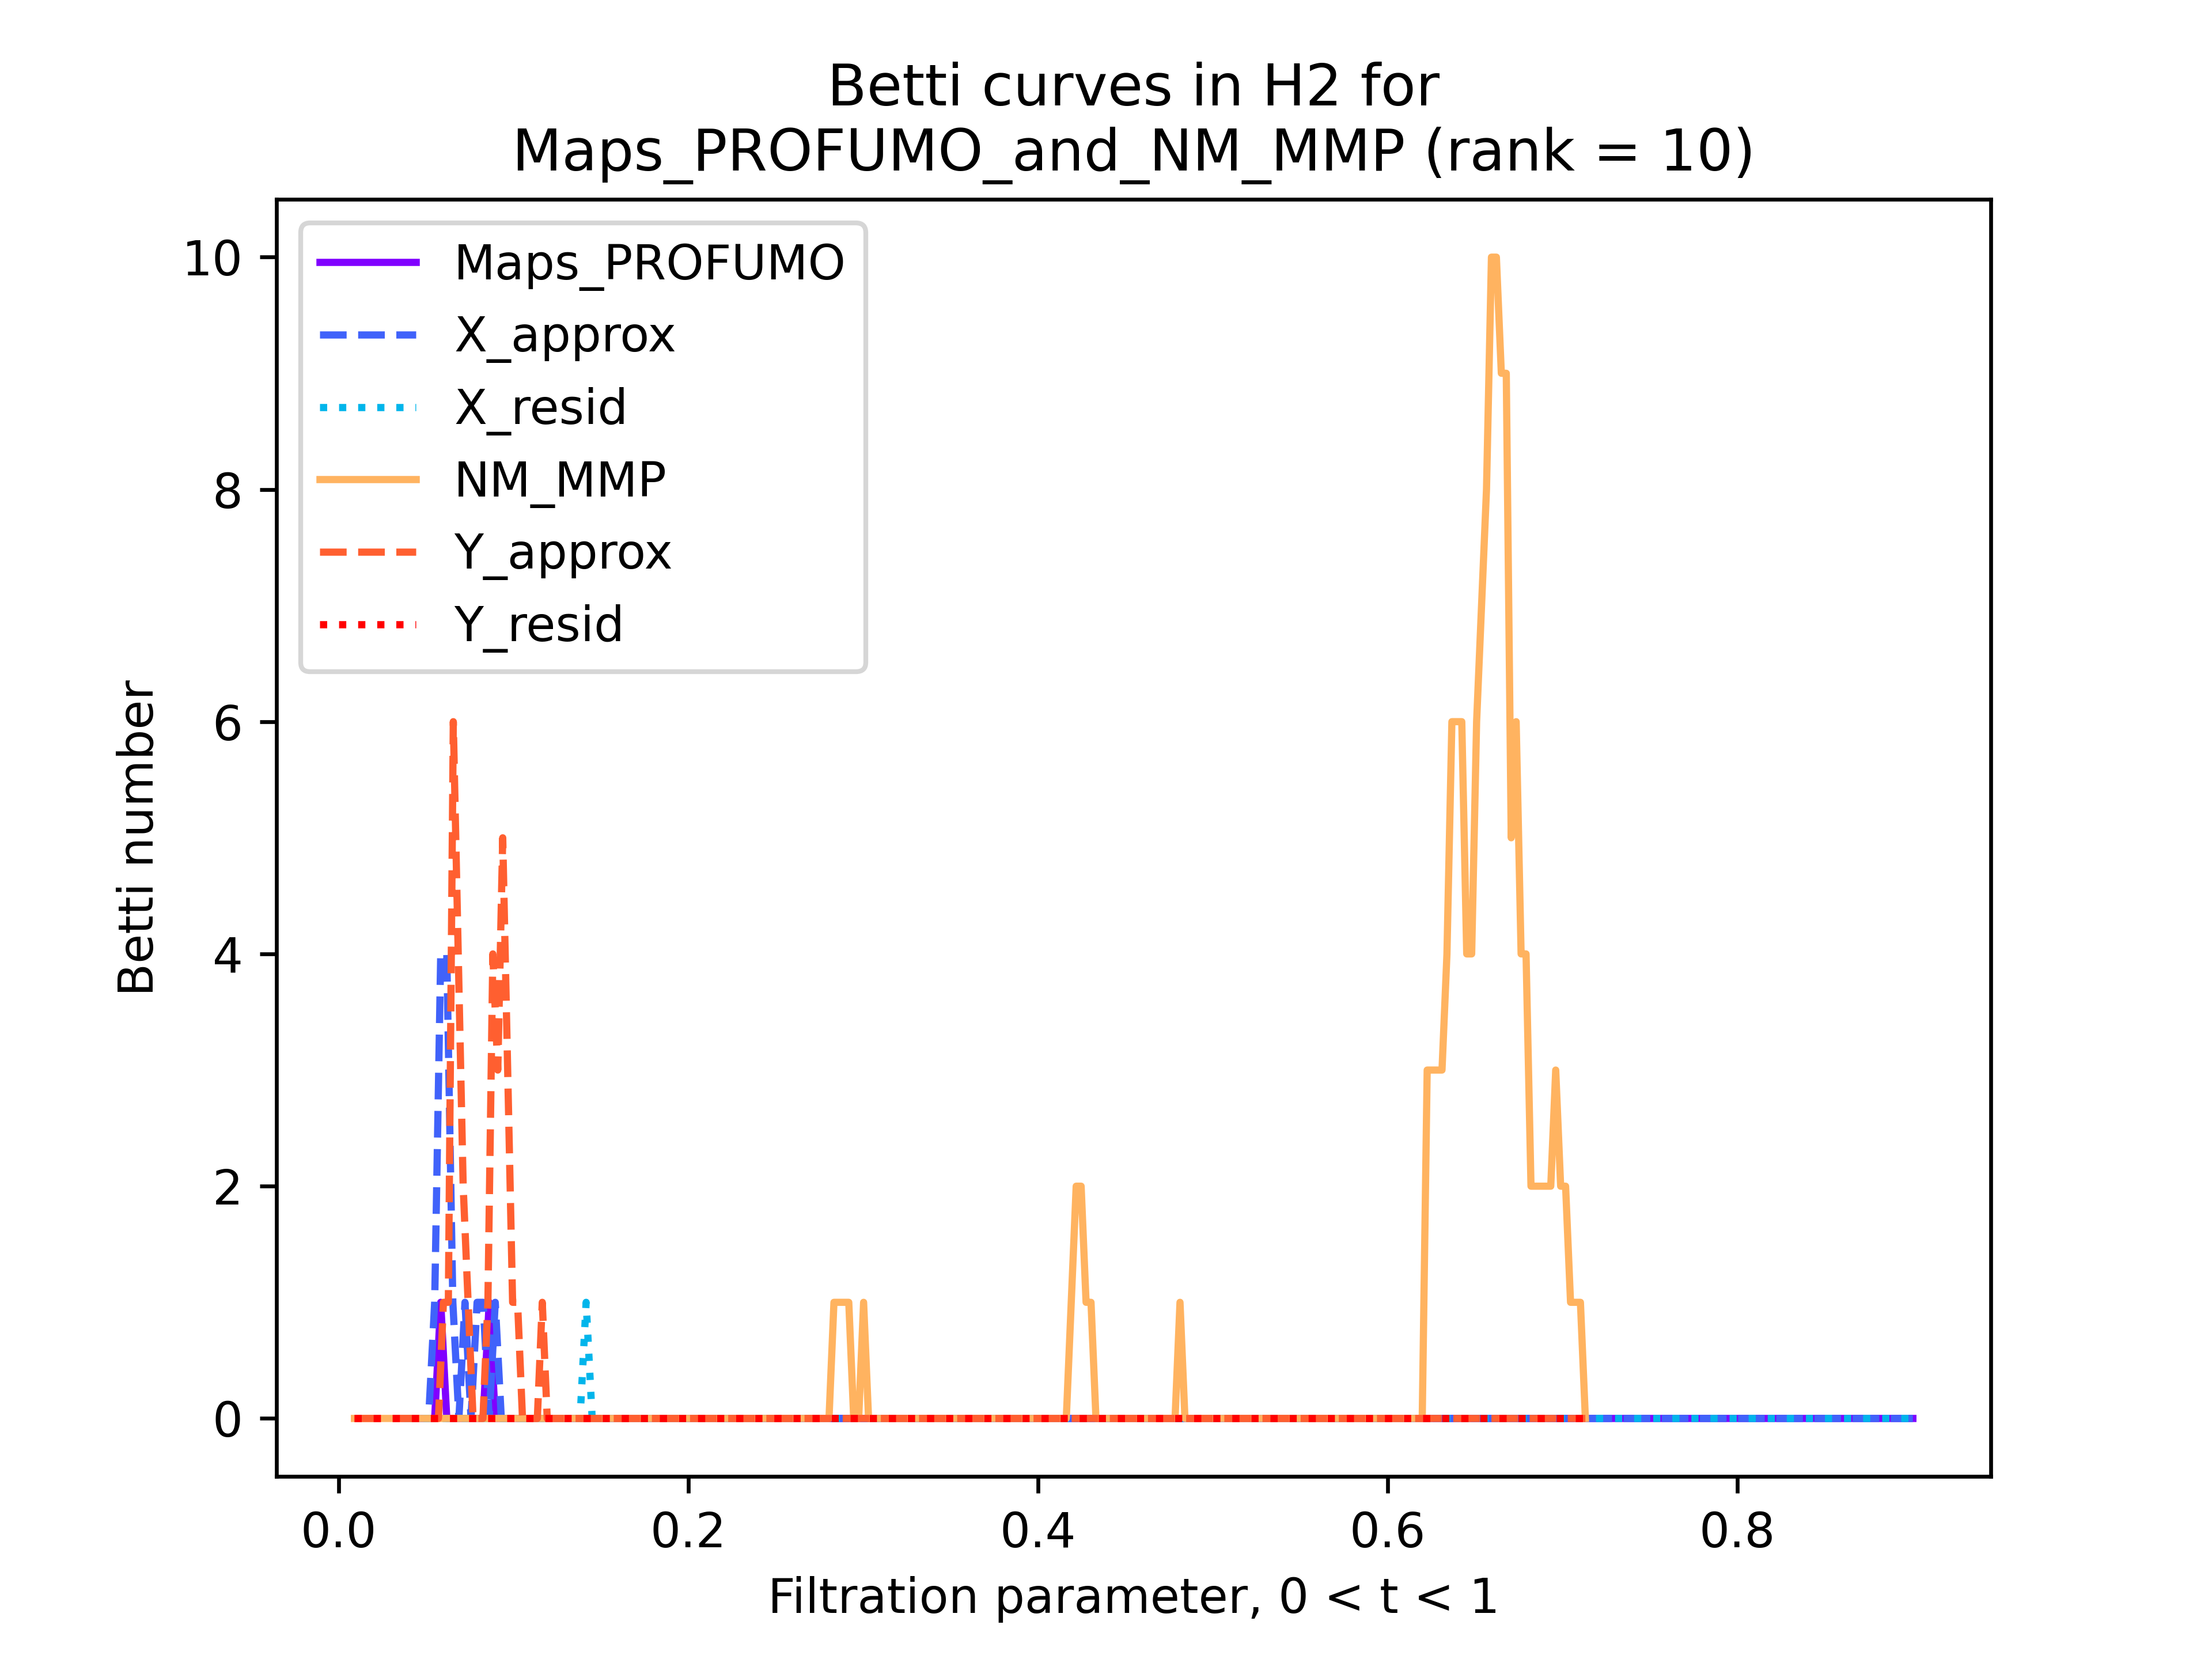 Betti curves in H2 for
Maps_PROFUMO_and_NM_MMP (rank = 10)
Maps_PROFUMO
X_approx
X_resid
NM_MMP
Y_approx
Y_resid
Betti number
10
8
6
4
2
0
0.0 0.2 0.4 0.6 0.8
Filtration parameter, 0 < t < 1